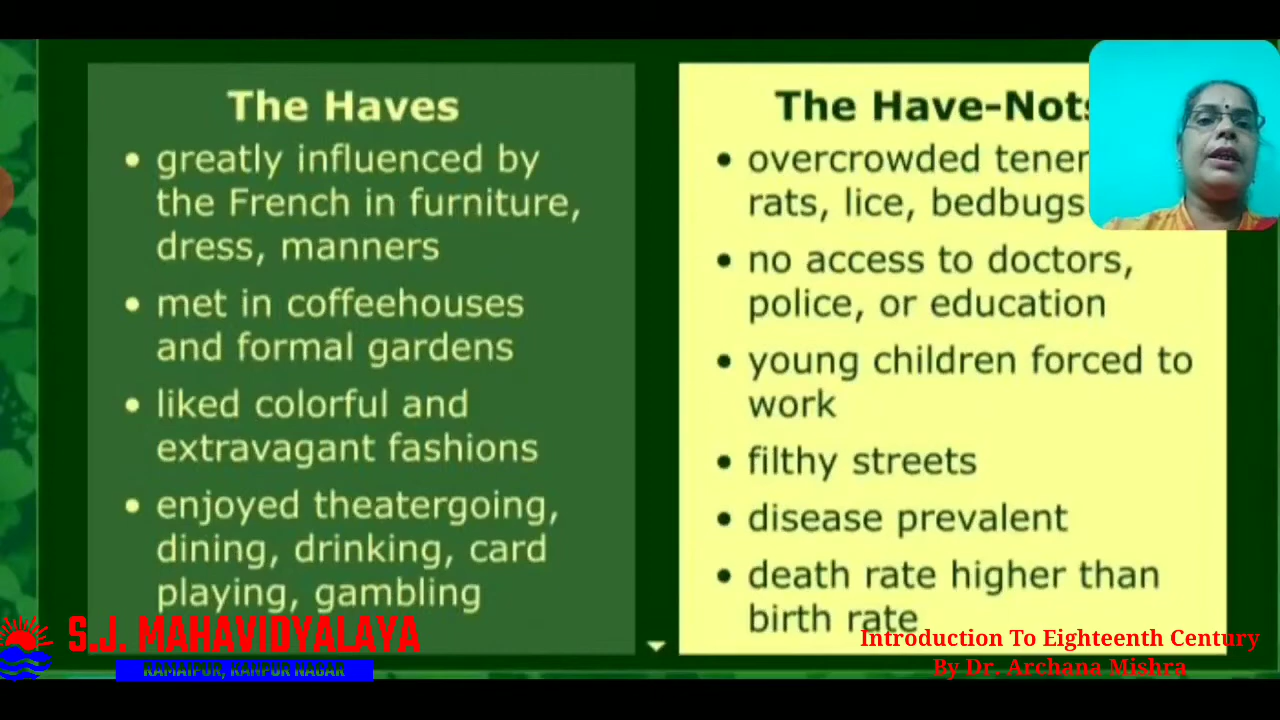 The Haves
• greatly influenced by
the French in furniture,
dress, manners
• met in coffeehouses
and formal gardens
• liked colorful and
extravagant fashions
• enjoyed theatergoing,
dining, drinking, card
playing, gambling
The Have-Nots
• overcrowded
rats, lice, bedbugs
• no access to doctors,
police, or education
• young children forced to
work
• filthy streets
• disease prevalent
• death rate higher than
birth rate
S.J. MAHAVIDYALAYA
RAMAIPUR, KANPUR NAGAR
Introduction To Eighteenth Century
By Dr. Archana Mishra